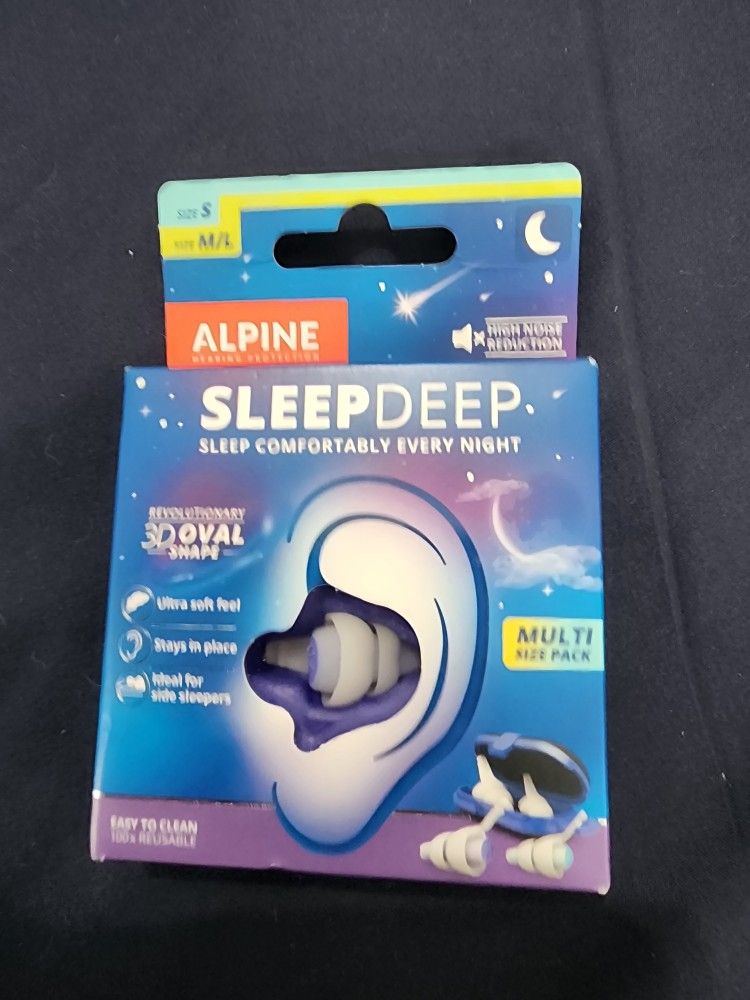 SIZE S
SIZE M/L
ALPINE
HEARING PROTECTION
HIGH NOISE
REDUCTION
SLEEPDEEP
SLEEP COMFORTABLY EVERY NIGHT
REVOLUTIONARY
3D OVAL
SHAPE
Ultra soft feel
Stays in place
Ideal for
side sleepers
MULTI
SIZE PACK
EASY TO CLEAN
100x REUSABLE